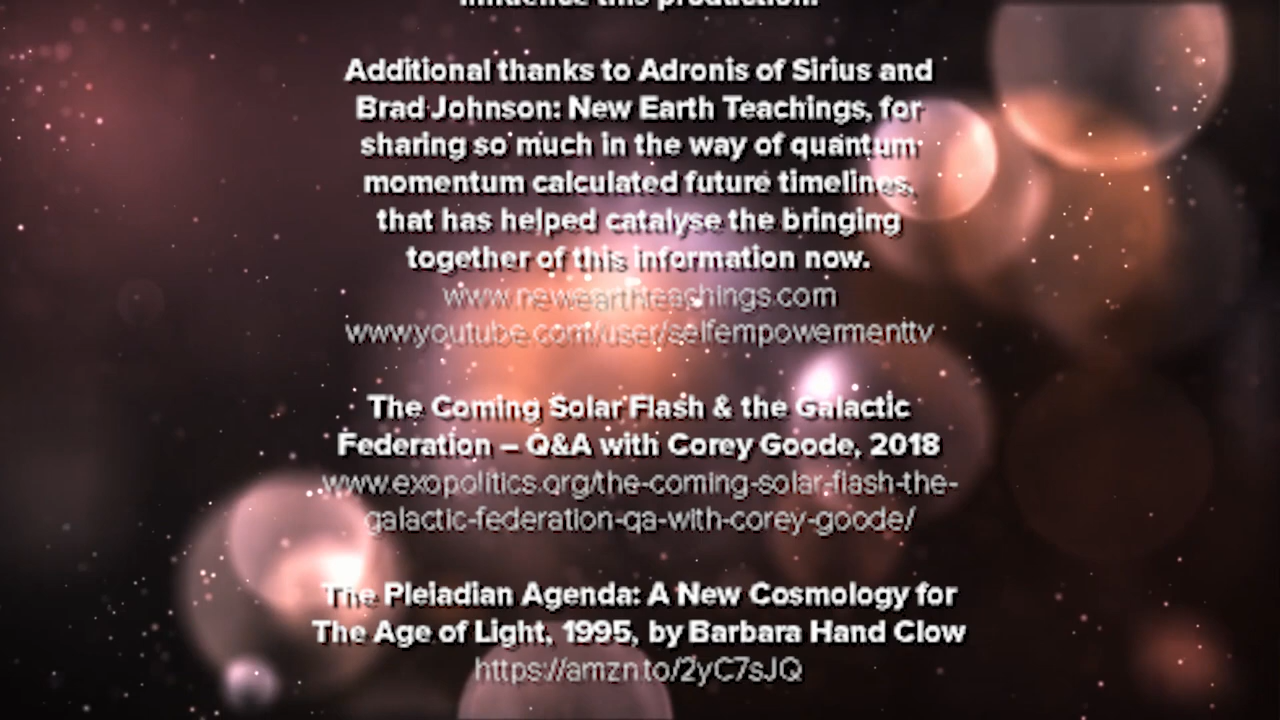 influence this production.
Additional thanks to Adronis of Sirius and
Brad Johnson: New Earth Teachings, for
sharing so much in the way of quantum
momentum calculated future timelines,
that has helped catalyse the bringing
together of this information now.
www.newearthteachings.com
www.youtube.com/user/selfempowermenttv
The Coming Solar Flash & the Galactic
Federation – Q&A with Corey Goode, 2018
www.exopolitics.org/the-coming-solar-flash-the-
galactic-federation-qa-with-corey-goode/
The Pleiadian Agenda: A New Cosmology for
The Age of Light, 1995, by Barbara Hand Clow
https://amzn.to/2yC7sJQ